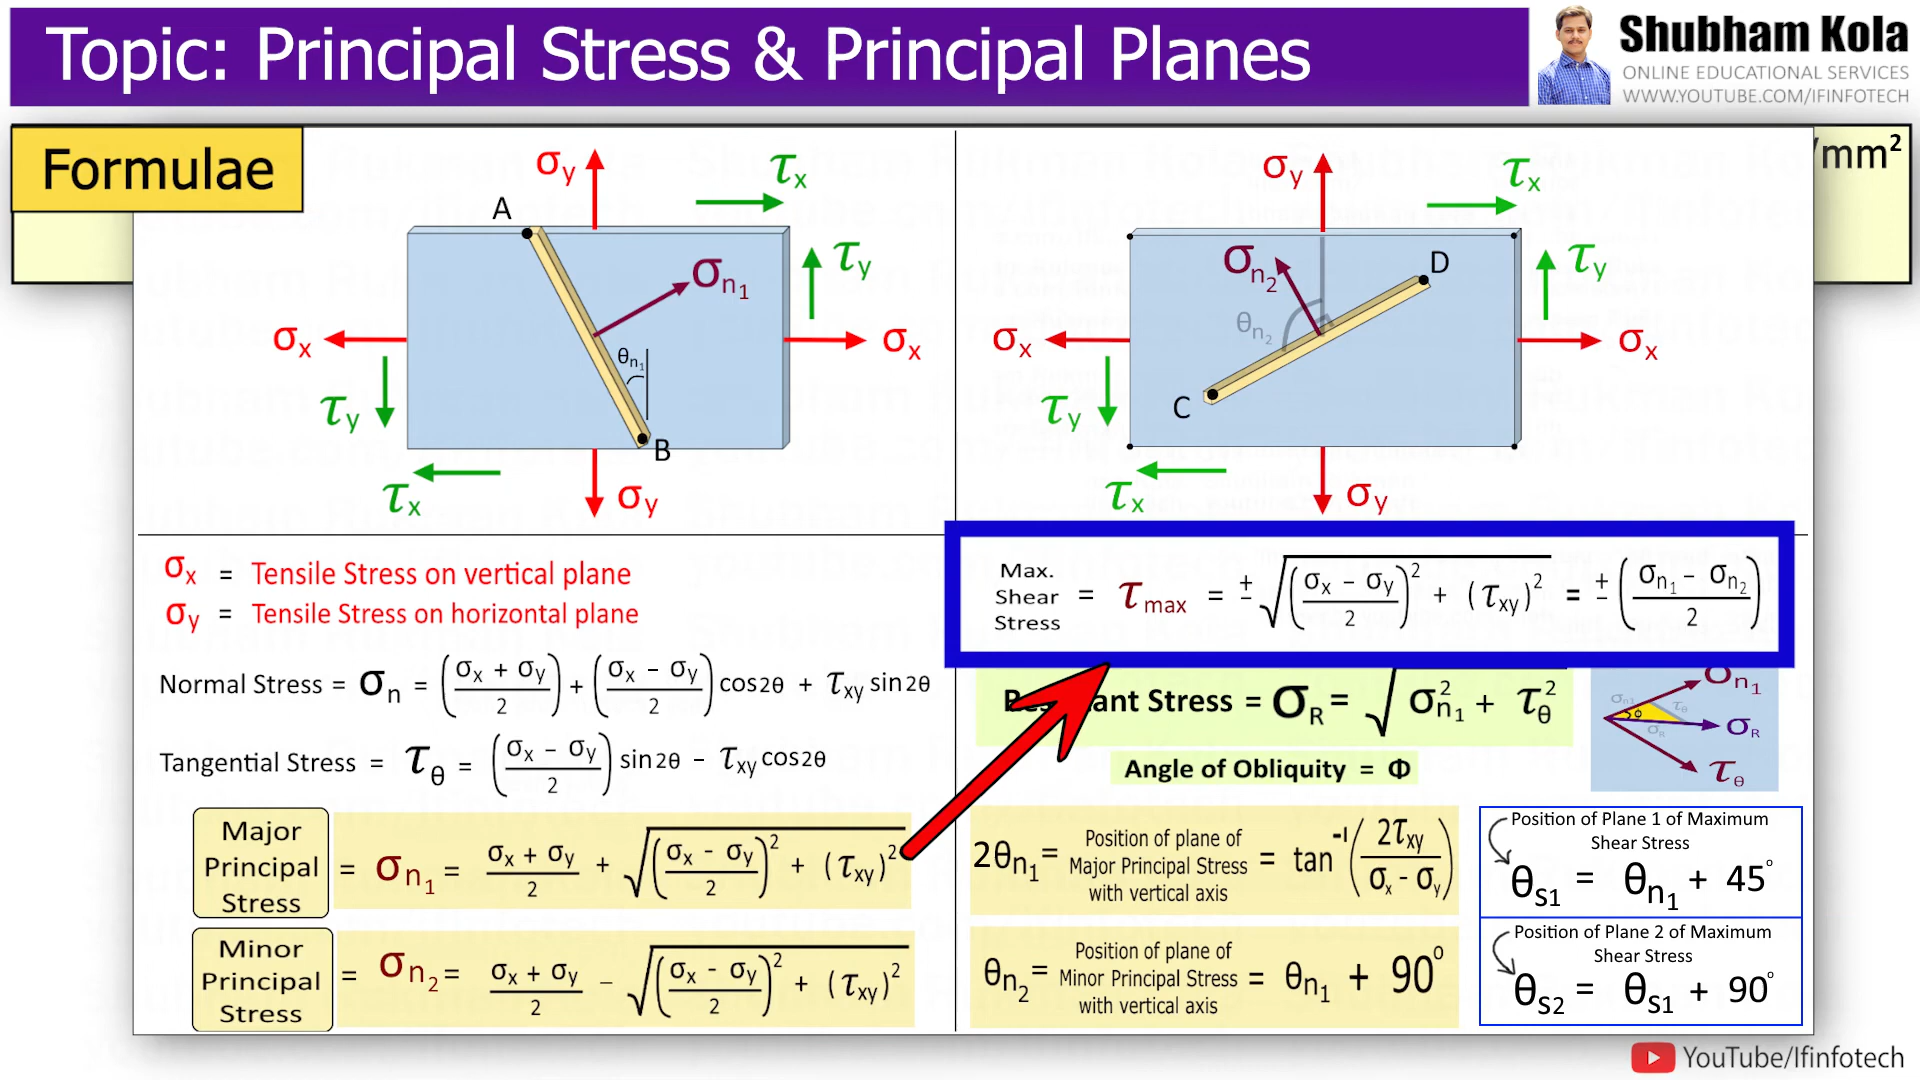 Topic: Principal Stress & Principal Planes
Shubham Kola
ONLINE EDUCATIONAL SERVICES
WWW.YOUTUBE.COM/IFINFOTECH
Formulae
/mm²
σy
τx
A
τy
σn1
σx
σx
θn1
τy
B
τx
σy
σy
τx
τy
σn2
D
θn2
σx
σx
τy
C
τx
σy
σx = Tensile Stress on vertical plane
σy = Tensile Stress on horizontal plane
Normal Stress = σn = ((σx + σy)/2) + ((σx − σy)/2) cos2θ + τxy sin2θ
Tangential Stress = τθ = ((σx − σy)/2) sin2θ − τxy cos2θ
Major Principal Stress = σn1 = (σx + σy)/2 + √(((σx - σy)/2)² + (τxy)²)
Minor Principal Stress = σn2 = (σx + σy)/2 − √(((σx - σy)/2)² + (τxy)²)
Max. Shear Stress = τmax = ± √(((σx − σy)/2)² + (τxy)²) = ± ((σn1 − σn2)/2)
Stress = σR = √(σn1² + τθ²)
Angle of Obliquity = Φ
σn1
σn1
τθ
ϕ
σR
σR
τθ
2θn1 = Position of plane of Major Principal Stress with vertical axis = tan⁻¹(2τxy/(σx - σy))
θn2 = Position of plane of Minor Principal Stress with vertical axis = θn1 + 90°
Position of Plane 1 of Maximum
Shear Stress
θS1 = θn1 + 45°
Position of Plane 2 of Maximum
Shear Stress
θS2 = θS1 + 90°
YouTube/Ifinfotech